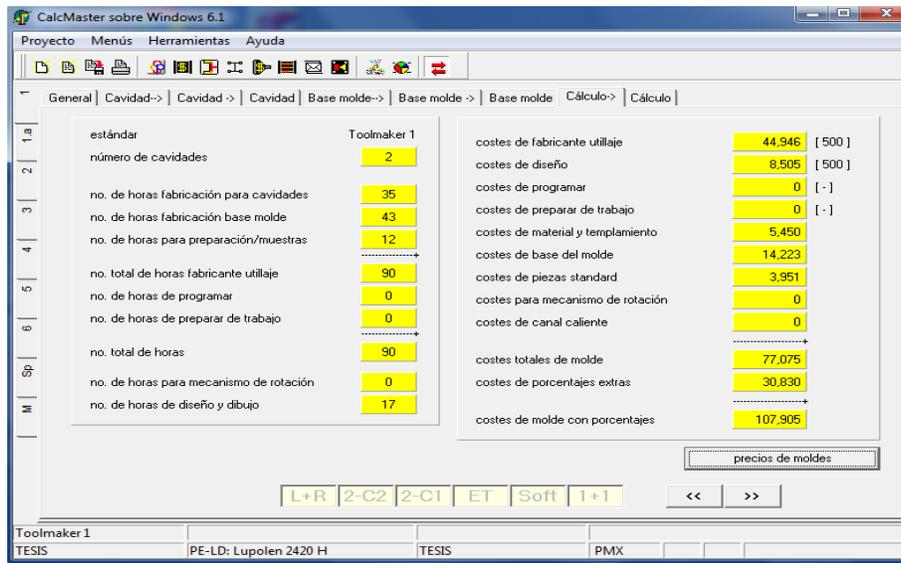 CalcMaster sobre Windows 6.1
Proyecto Menús Herramientas Ayuda
General Cavidad--> Cavidad -> Cavidad Base molde--> Base molde -> Base molde Cálculo-> Cálculo
1
1.a
2
3
4
5
6
Sp
M
estándar Toolmaker 1
número de cavidades 2
no. de horas fabricación para cavidades 35
no. de horas fabricación base molde 43
no. de horas para preparación/muestras 12
--------------+
no. total de horas fabricante utillaje 90
no. de horas de programar 0
no. de horas de preparar de trabajo 0
--------------+
no. total de horas 90
no. de horas para mecanismo de rotación 0
no. de horas de diseño y dibujo 17
costes de fabricante utillaje 44,946 [ 500 ]
costes de diseño 8,505 [ 500 ]
costes de programar 0 [ - ]
costes de preparar de trabajo 0 [ - ]
costes de material y templamiento 5,450
costes de base del molde 14,223
costes de piezas standard 3,951
costes para mecanismo de rotación 0
costes de canal caliente 0
------------------+
costes totales de molde 77,075
costes de porcentajes extras 30,830
------------------+
costes de molde con porcentajes 107,905
precios de moldes
L+R 2-C2 2-C1 ET Soft 1+1 << >>
Toolmaker 1
TESIS PE-LD: Lupolen 2420 H TESIS PMX